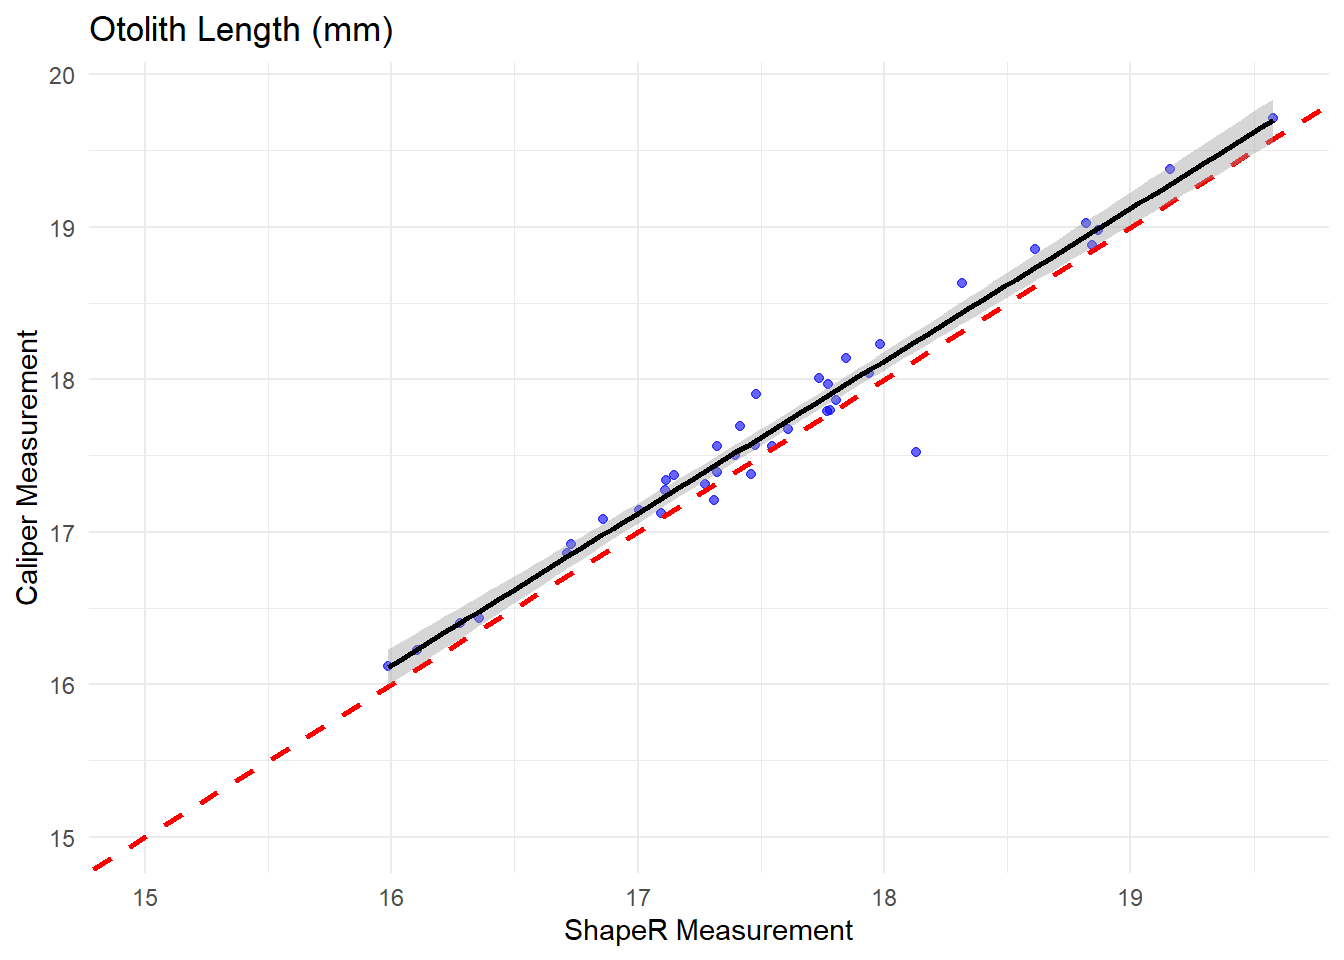 Otolith Length (mm)
20
19
18
17
16
15
Caliper Measurement
15 16 17 18 19
ShapeR Measurement